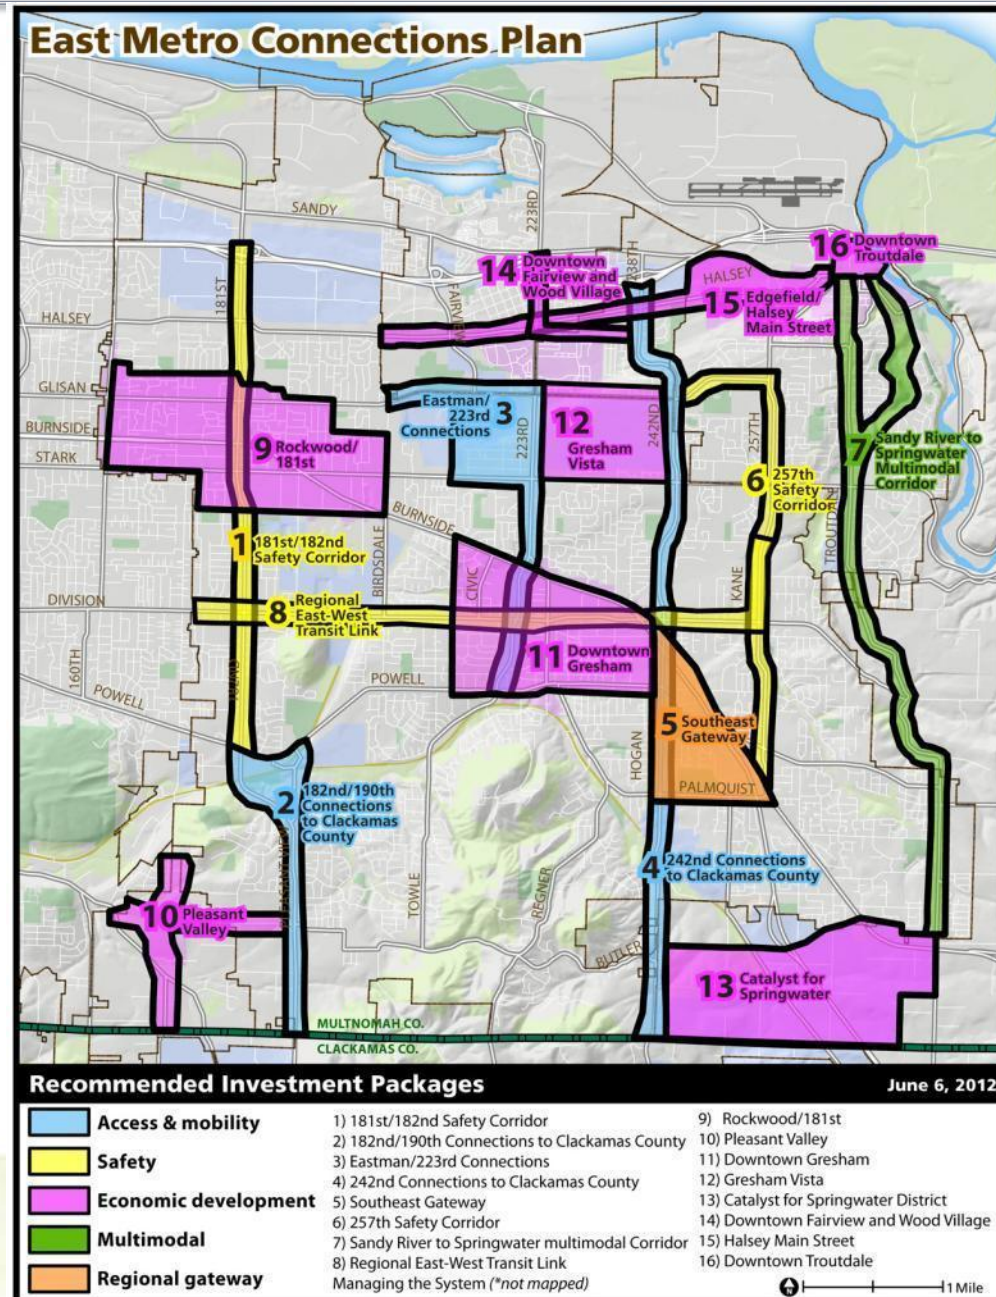 East Metro Connections Plan
SANDY
223RD
238TH
181ST
FAIRVIEW
HALSEY
14 Downtown
Fairview and
Wood Village
16 Downtown
Troutdale
HALSEY
15 Edgefield/
Halsey
Main Street
GLISAN
BURNSIDE
STARK
Eastman/
223rd
Connections
3
223RD
12
Gresham
Vista
242ND
257TH
9 Rockwood/
181st
6 257th
Safety
Corridor
7 Sandy River to
Springwater
Multimodal
Corridor
BURNSIDE
1 181st/182nd
Safety Corridor
BIRDSDALE
CIVIC
KANE
DIVISION
8 Regional
East-West
Transit Link
11 Downtown
Gresham
160TH
POWELL
POWELL
5 Southeast
Gateway
HOGAN
PALMQUIST
2 182nd/190th
Connections
to Clackamas
County
TOWLE
REGNER
4 242nd Connections
to Clackamas County
10 Pleasant
Valley
BUTLER
13 Catalyst for
Springwater
MULTNOMAH CO.
CLACKAMAS CO.
Recommended Investment Packages
June 6, 2012
Access & mobility
Safety
Economic development
Multimodal
Regional gateway
1) 181st/182nd Safety Corridor
2) 182nd/190th Connections to Clackamas County
3) Eastman/223rd Connections
4) 242nd Connections to Clackamas County
5) Southeast Gateway
6) 257th Safety Corridor
7) Sandy River to Springwater multimodal Corridor
8) Regional East-West Transit Link
Managing the System (*not mapped)
9) Rockwood/181st
10) Pleasant Valley
11) Downtown Gresham
12) Gresham Vista
13) Catalyst for Springwater District
14) Downtown Fairview and Wood Village
15) Halsey Main Street
16) Downtown Troutdale
N
1 Mile